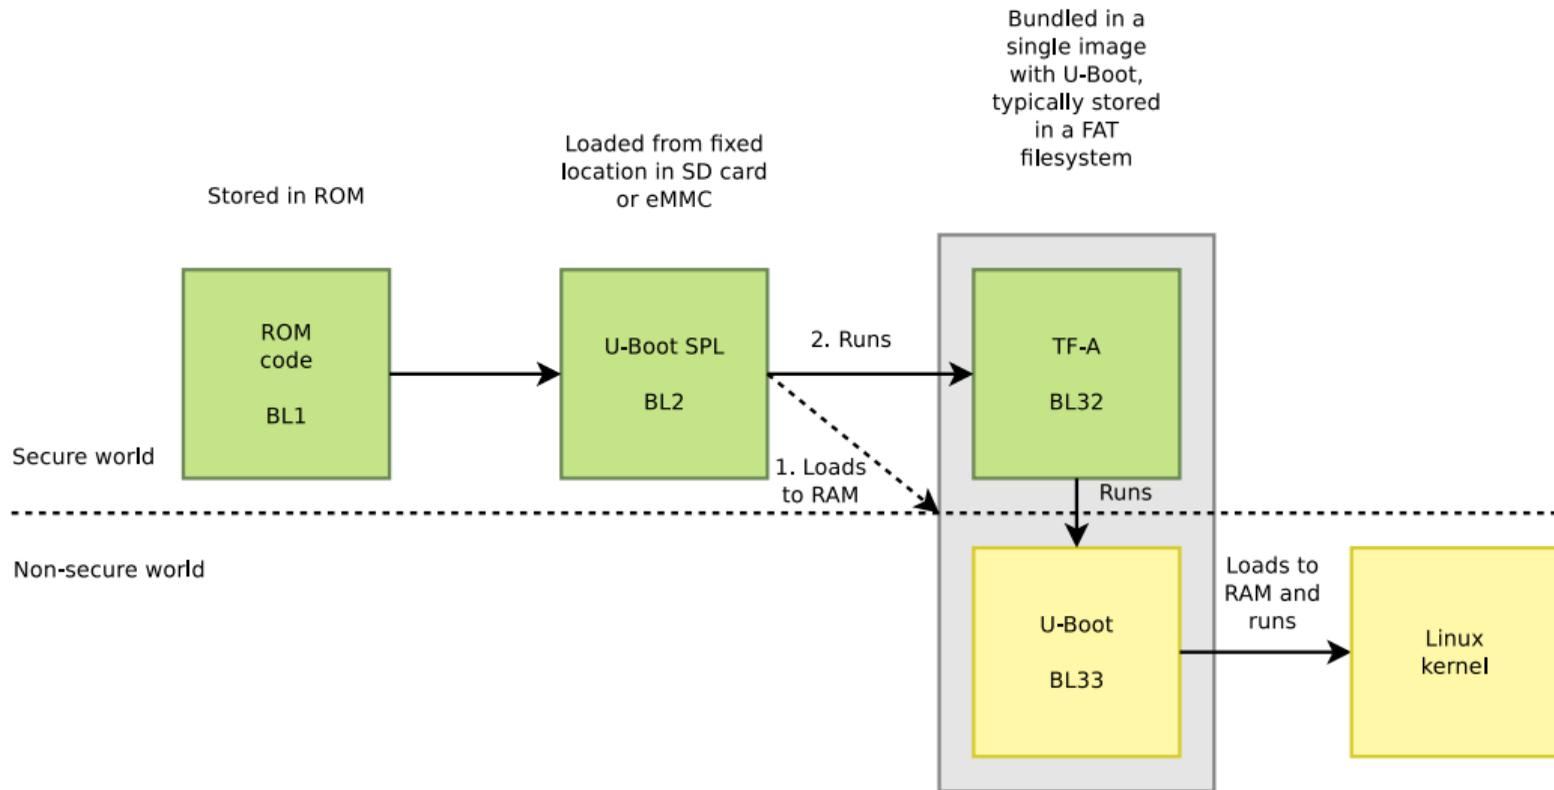 Bundled in a
single image
with U-Boot,
typically stored
in a FAT
filesystem
Loaded from fixed
location in SD card
or eMMC
Stored in ROM
ROM
code
BL1
U-Boot SPL
BL2
2. Runs
TF-A
BL32
Secure world
1. Loads
to RAM
Runs
Non-secure world
U-Boot
BL33
Loads to
RAM and
runs
Linux
kernel